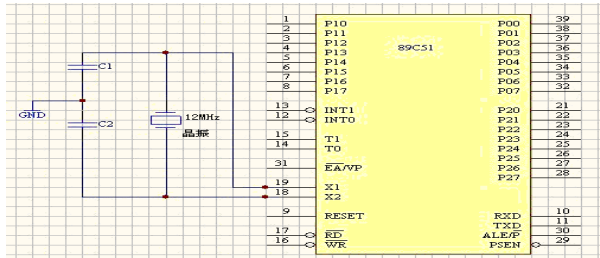 C1
GND
C2
12MHz
晶振
89C51
1 P10
2 P11
3 P12
4 P13
5 P14
6 P15
7 P16
8 P17
13 INT1
12 INT0
15 T1
14 T0
31 EA/VP
19 X1
18 X2
9 RESET
17 RD
16 WR
P00 39
P01 38
P02 37
P03 36
P04 35
P05 34
P06 33
P07 32
P20 21
P21 22
P22 23
P23 24
P24 25
P25 26
P26 27
P27 28
RXD 10
TXD 11
ALE/P 30
PSEN 29